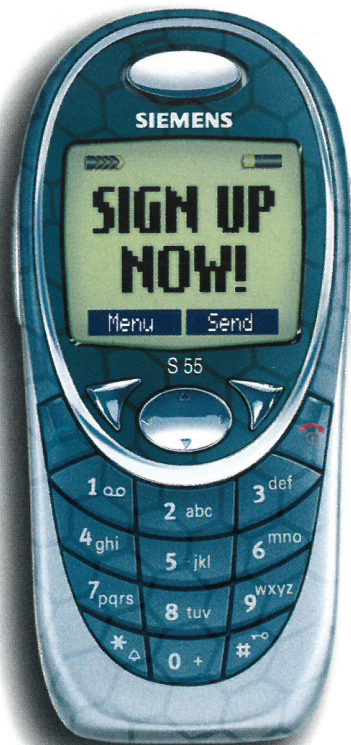 SIEMENS
SIGN UP
NOW!
Menu Send
S 55
1
2 abc
3 def
4 ghi
5 jkl
6 mno
7 pqrs
8 tuv
9 wxyz
*
0 +
#